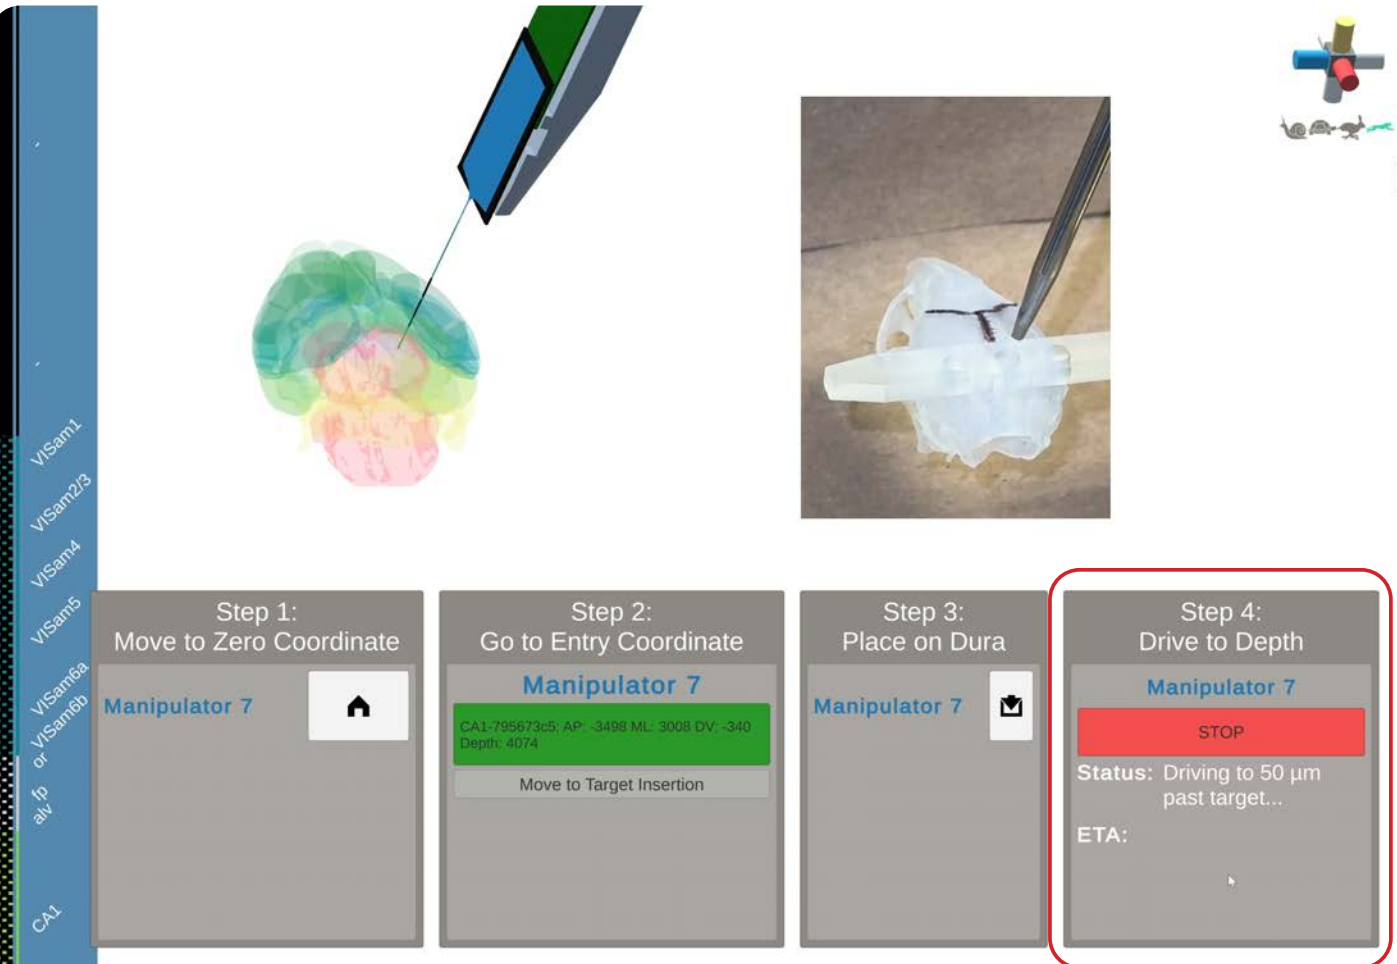 VISam1
VISam2/3
VISam4
VISam5
VISam6a
VISam6b
or
fp
alv
CA1
Step 1:
Move to Zero Coordinate
Manipulator 7
Step 2:
Go to Entry Coordinate
Manipulator 7
CA1-795673c5: AP: -3498 ML: 3008 DV: -340
Depth: 4074
Move to Target Insertion
Step 3:
Place on Dura
Manipulator 7
Step 4:
Drive to Depth
Manipulator 7
STOP
Status: Driving to 50 µm
past target...
ETA: